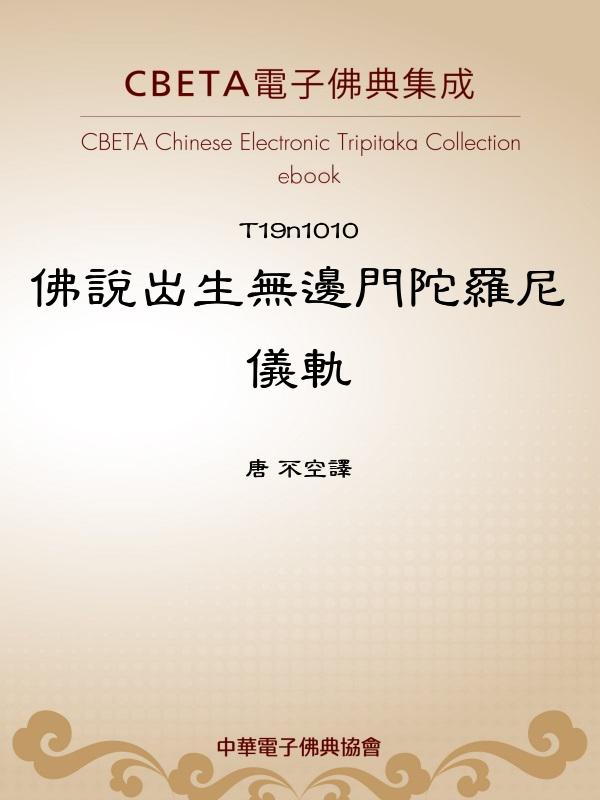 CBETA電子佛典集成
CBETA Chinese Electronic Tripitaka Collection
ebook
T19n1010
佛說出生無邊門陀羅尼
儀軌
唐 不空譯
中華電子佛典協會